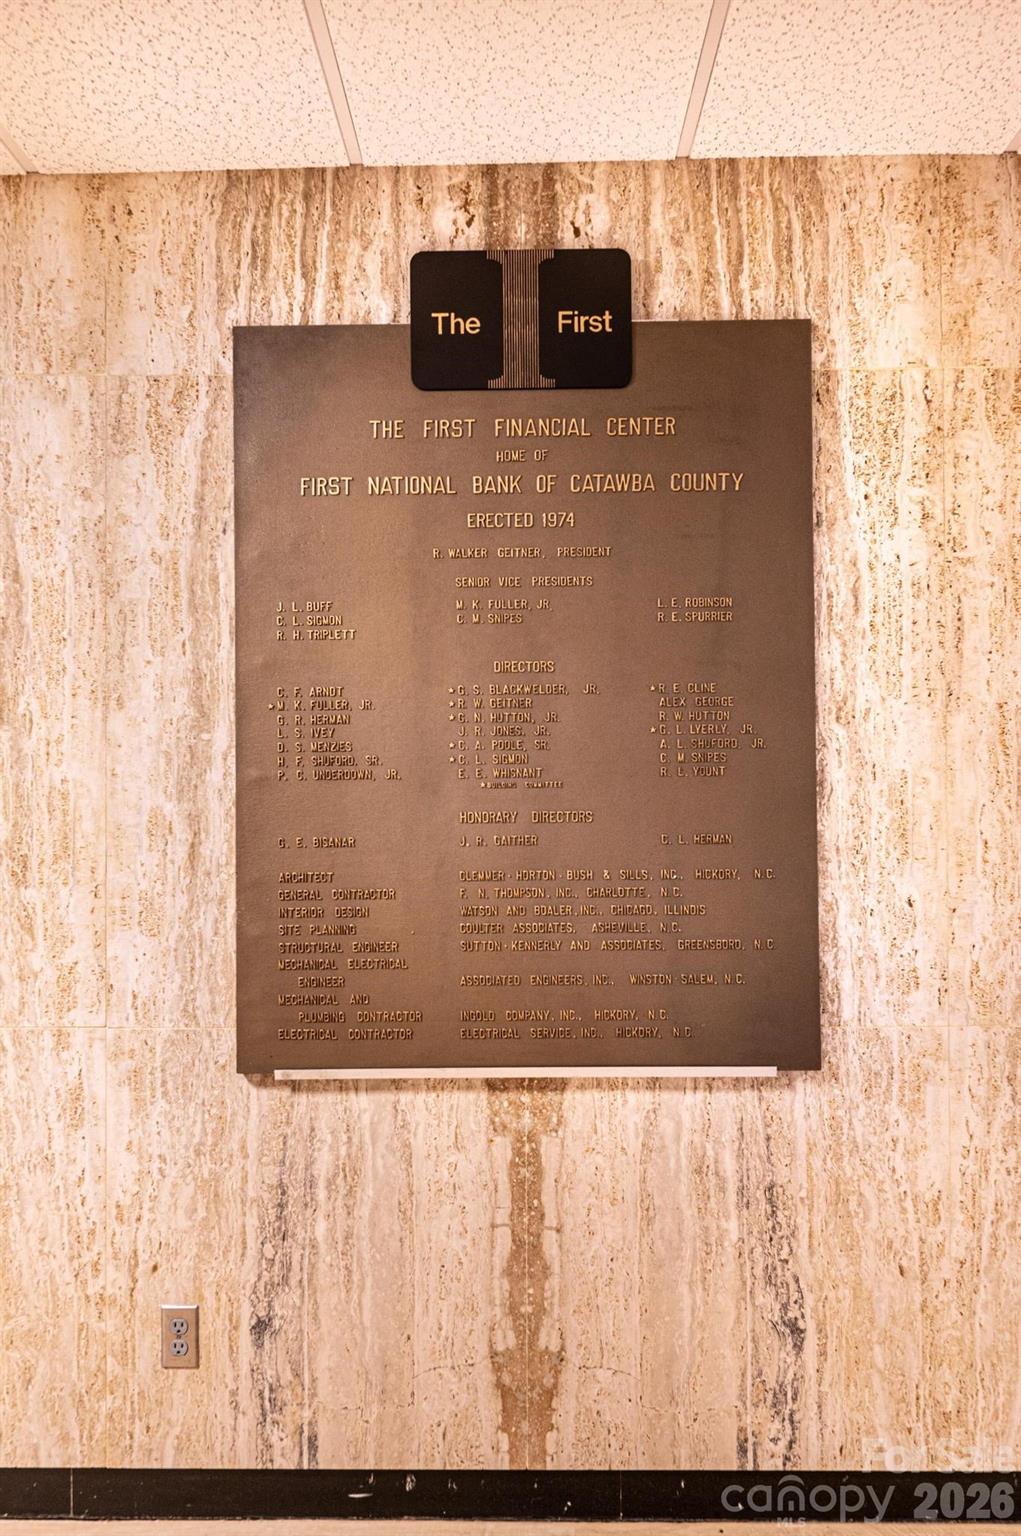 The First
THE FIRST FINANCIAL CENTER
HOME OF
FIRST NATIONAL BANK OF CATAWBA COUNTY
ERECTED 1974
R. WALKER GEITNER, PRESIDENT
SENIOR VICE PRESIDENTS
J. L. BUFF M. K. FULLER, JR. L. E. ROBINSON
C. L. SIGMON C. M. SNIPES R. E. SPURRIER
R. H. TRIPLETT
DIRECTORS
C. F. ARNDT ★G. S. BLACKWELDER, JR. ★R. E. CLINE
★M. K. FULLER, JR. ★R. W. GEITNER ALEX GEORGE
G. R. HERMAN ★G. N. HUTTON, JR. R. W. HUTTON
L. S. IVEY J. R. JONES, JR. ★G. L. LYERLY, JR.
D. S. MENZIES ★C. A. POOLE, SR. A. L. SHUFORD, JR.
H. F. SHUFORD, SR. ★C. L. SIGMON C. M. SNIPES
P. C. UNDERDOWN, JR. E. E. WHISNANT R. L. YOUNT
★BUILDING COMMITTEE
HONORARY DIRECTORS
G. E. BISANAR J. R. GAITHER C. L. HERMAN
ARCHITECT CLEMMER · HORTON · BUSH & SILLS, INC., HICKORY, N.C.
GENERAL CONTRACTOR F. N. THOMPSON, INC., CHARLOTTE, N.C.
INTERIOR DESIGN WATSON AND BOALER, INC., CHICAGO, ILLINOIS
SITE PLANNING COULTER ASSOCIATES, ASHEVILLE, N.C.
STRUCTURAL ENGINEER SUTTON · KENNERLY AND ASSOCIATES, GREENSBORO, N.C.
MECHANICAL ELECTRICAL
ENGINEER ASSOCIATED ENGINEERS, INC., WINSTON-SALEM, N.C.
MECHANICAL AND
PLUMBING CONTRACTOR INGOLD COMPANY, INC., HICKORY, N.C.
ELECTRICAL CONTRACTOR ELECTRICAL SERVICE, INC., HICKORY, N.C.
For Sale
canopy 2026
MLS